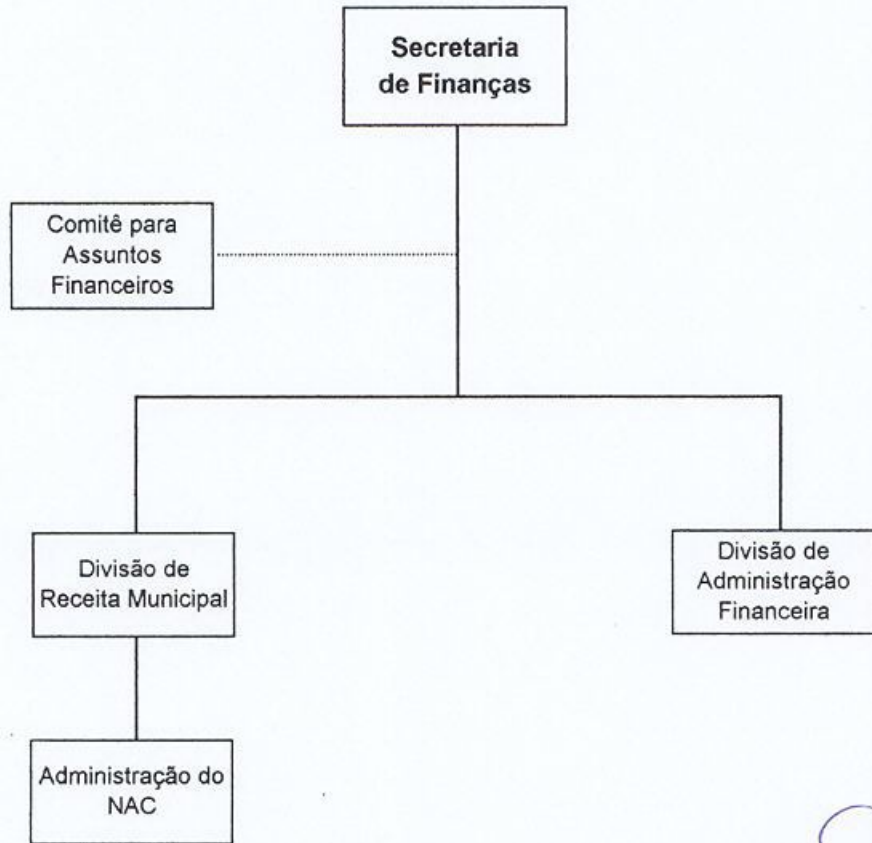 Secretaria
de Finanças
Comitê para
Assuntos
Financeiros
Divisão de
Receita Municipal
Divisão de
Administração
Financeira
Administração do
NAC